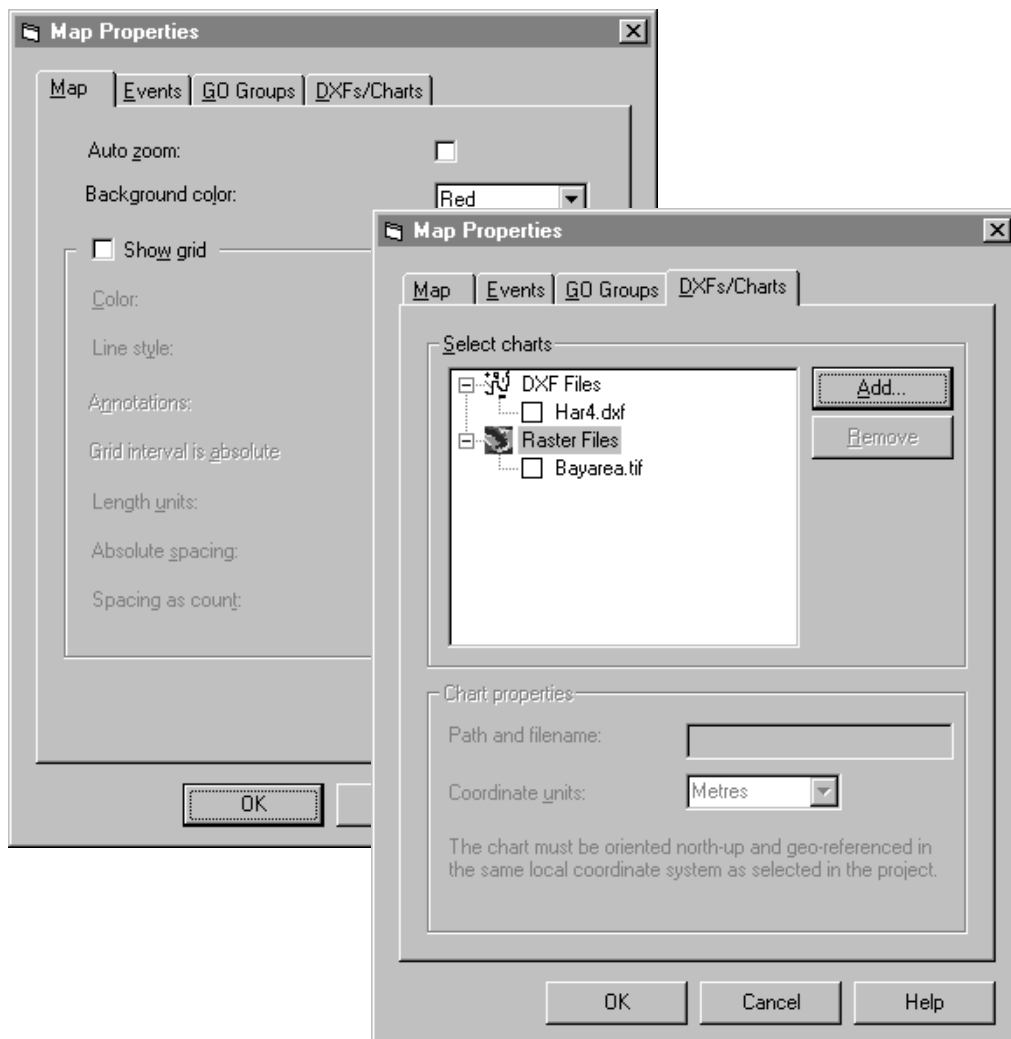 Map Properties
Map Events GO Groups DXFs/Charts
Auto zoom:
Background color: Red
Show grid
Color:
Line style:
Annotations:
Grid interval is absolute
Length units:
Absolute spacing:
Spacing as count:
OK
Map Properties
Map Events GO Groups DXFs/Charts
Select charts
DXF Files
Har4.dxf
Raster Files
Bayarea.tif
Add...
Remove
Chart properties
Path and filename:
Coordinate units: Metres
The chart must be oriented north-up and geo-referenced in
the same local coordinate system as selected in the project.
OK Cancel Help